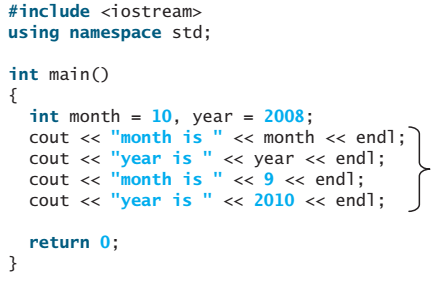 #include <iostream>
using namespace std;
int main()
{
int month = 10, year = 2008;
cout << "month is " << month << endl;
cout << "year is " << year << endl;
cout << "month is " << 9 << endl;
cout << "year is " << 2010 << endl;
return 0;
}